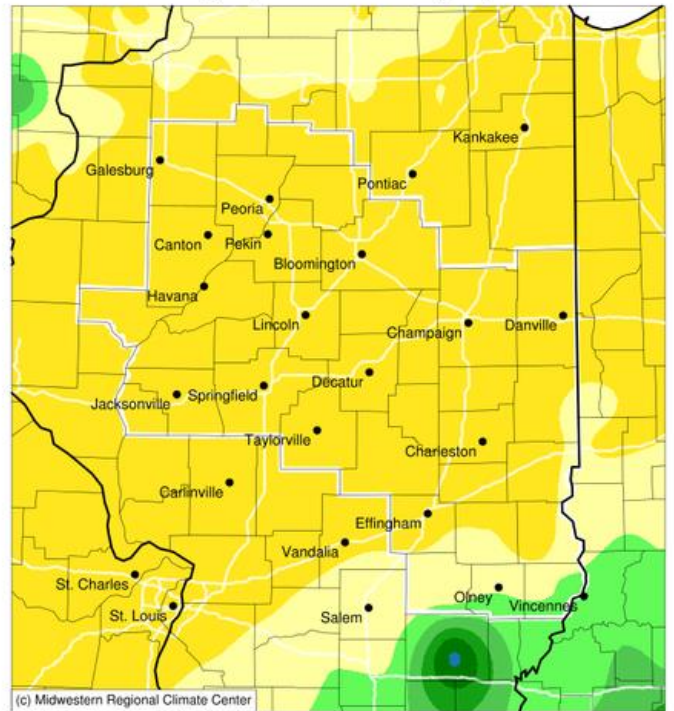 Kankakee
Galesburg
Pontiac
Peoria
Canton
Pekin
Bloomington
Havana
Lincoln
Champaign
Danville
Decatur
Jacksonville
Springfield
Taylorville
Charleston
Carlinville
Effingham
Vandalia
St. Charles
Olney
Vincennes
St. Louis
Salem
(c) Midwestern Regional Climate Center